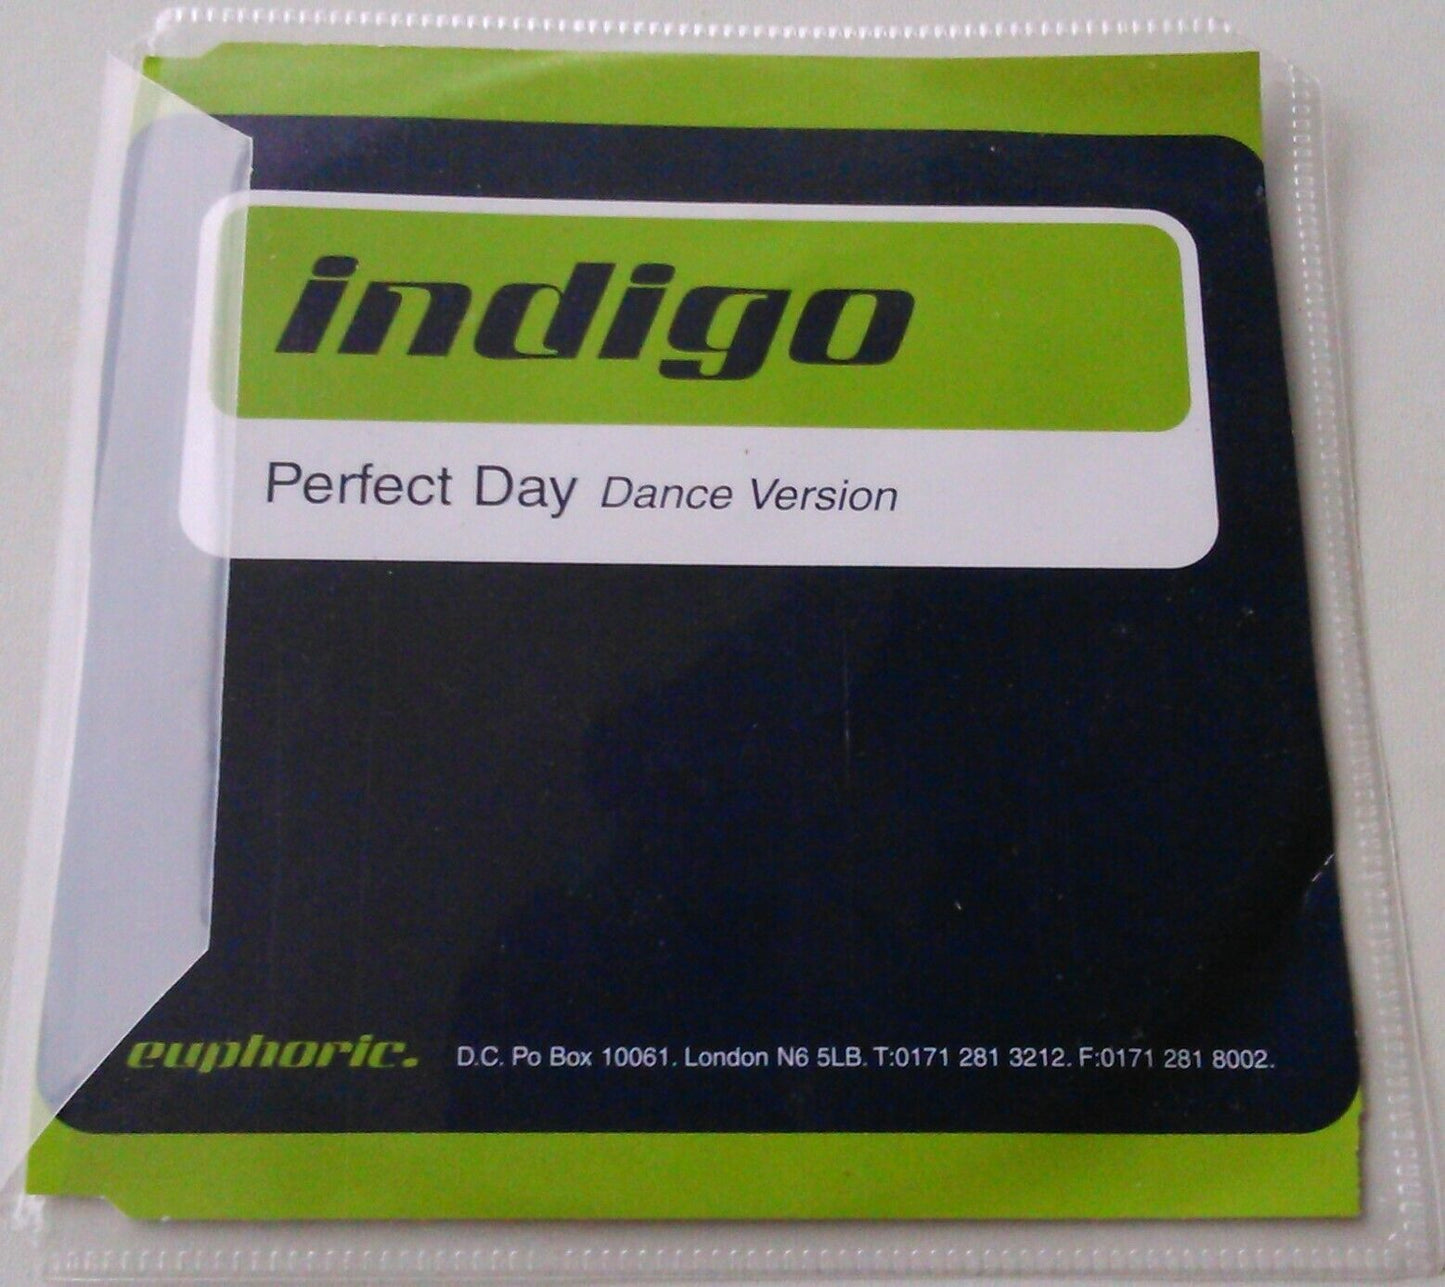 indigo
Perfect Day Dance Version
euphoric. D.C. Po Box 10061. London N6 5LB. T:0171 281 3212. F:0171 281 8002.